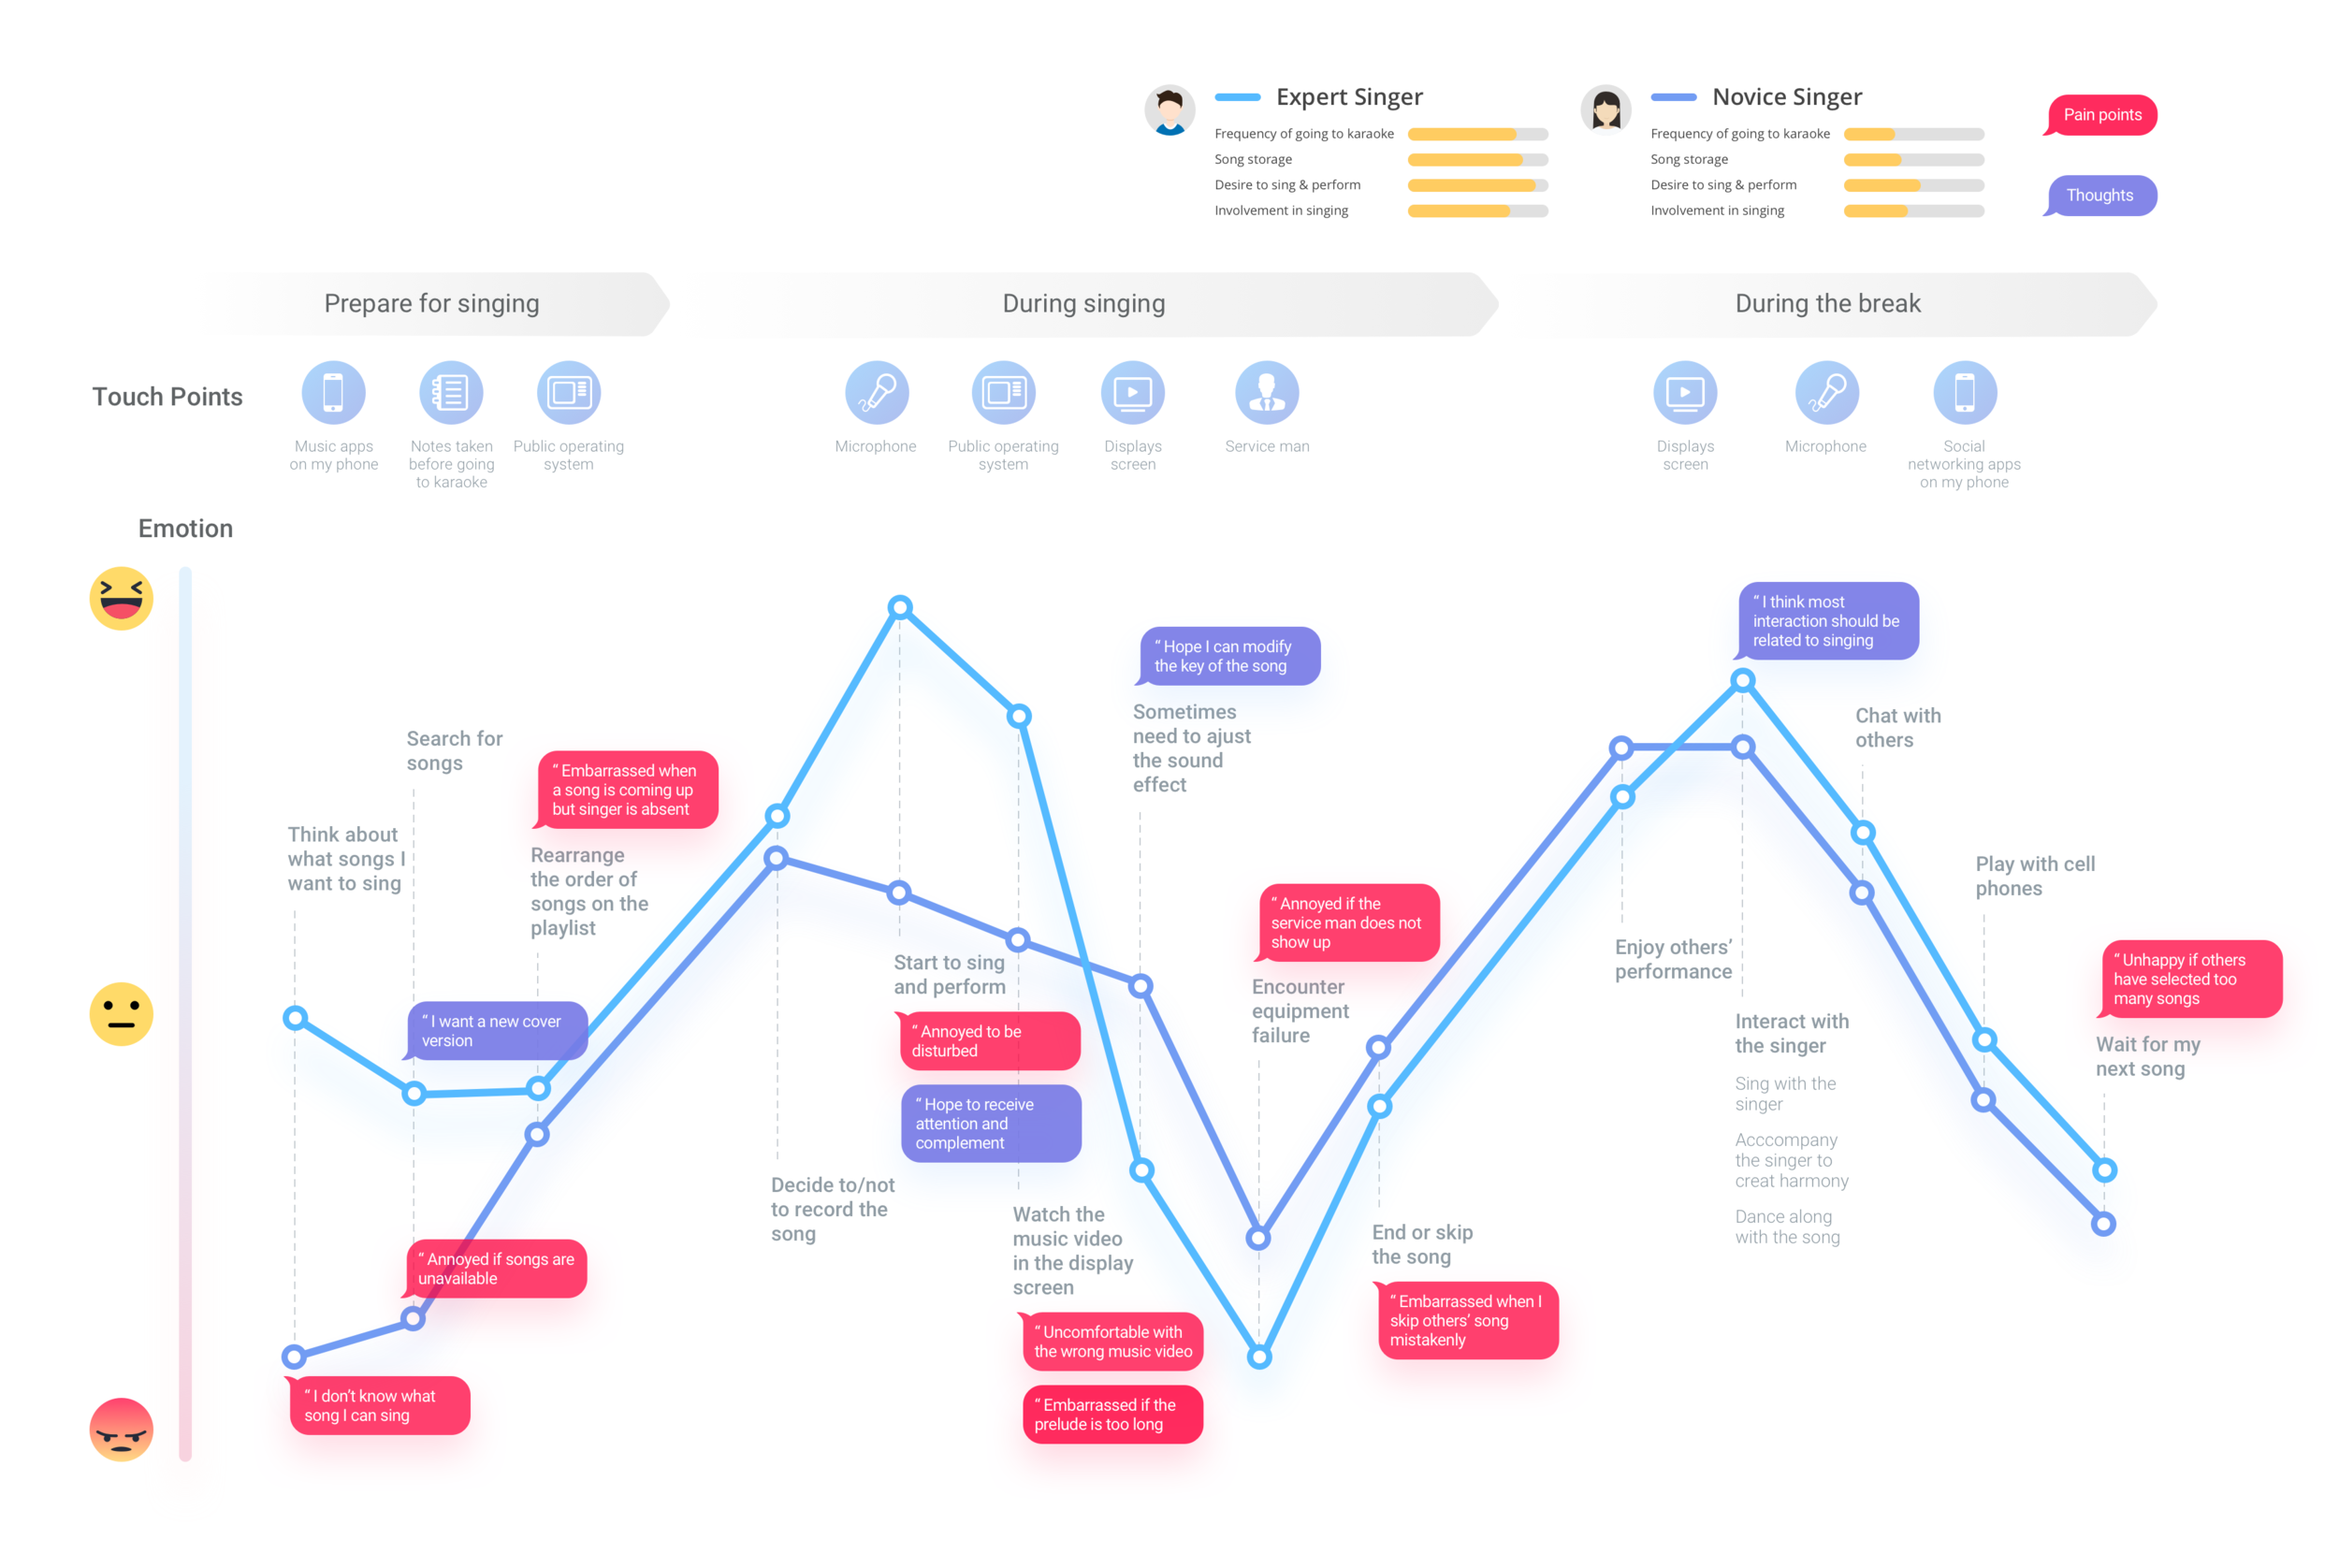 Expert Singer
Frequency of going to karaoke
Song storage
Desire to sing & perform
Involvement in singing
Novice Singer
Frequency of going to karaoke
Song storage
Desire to sing & perform
Involvement in singing
Pain points
Thoughts
Prepare for singing
During singing
During the break
Touch Points
Music apps
on my phone
Notes taken
before going
to karaoke
Public operating
system
Microphone
Public operating
system
Displays
screen
Service man
Displays
screen
Microphone
Social
networking apps
on my phone
Emotion
Think about
what songs I
want to sing
“ I don't know what
song I can sing
Search for
songs
“ I want a new cover
version
“ Annoyed if songs are
unavailable
“ Embarrassed when
a song is coming up
but singer is absent
Rearrange
the order of
songs on the
playlist
Decide to/not
to record the
song
Start to sing
and perform
“ Annoyed to be
disturbed
“ Hope to receive
attention and
complement
Watch the
music video
in the display
screen
“ Uncomfortable with
the wrong music video
“ Embarrassed if the
prelude is too long
“ Hope I can modify
the key of the song
Sometimes
need to ajust
the sound
effect
“ Annoyed if the
service man does not
show up
Encounter
equipment
failure
End or skip
the song
“ Embarrassed when I
skip others’ song
mistakenly
Enjoy others’
performance
“ I think most
interaction should be
related to singing
Interact with
the singer
Sing with the
singer
Acccompany
the singer to
creat harmony
Dance along
with the song
Chat with
others
Play with cell
phones
“ Unhappy if others
have selected too
many songs
Wait for my
next song